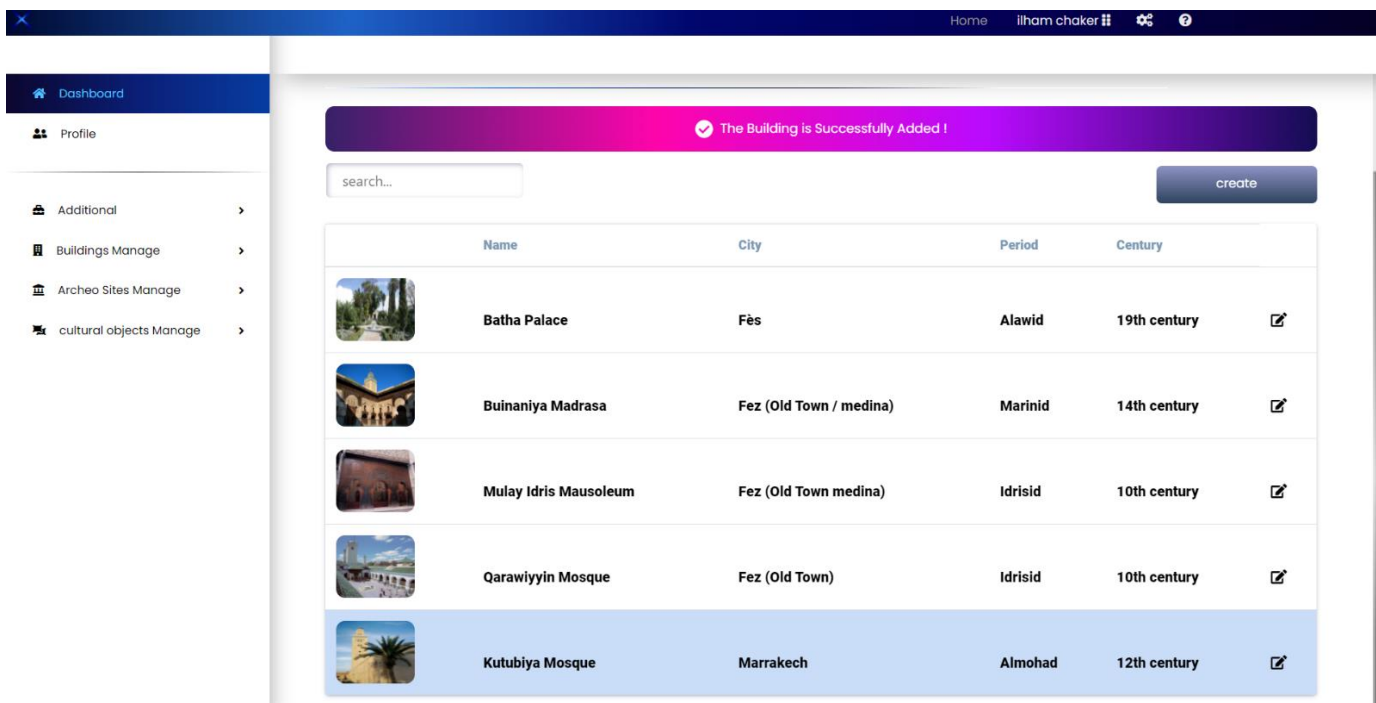 Home ilham chaker
Dashboard
Profile
Additional
Buildings Manage
Archeo Sites Manage
cultural objects Manage
The Building is Successfully Added !
search...
create
Name City Period Century
Batha Palace Fès Alawid 19th century
Buinaniya Madrasa Fez (Old Town / medina) Marinid 14th century
Mulay Idris Mausoleum Fez (Old Town medina) Idrisid 10th century
Qarawiyyin Mosque Fez (Old Town) Idrisid 10th century
Kutubiya Mosque Marrakech Almohad 12th century